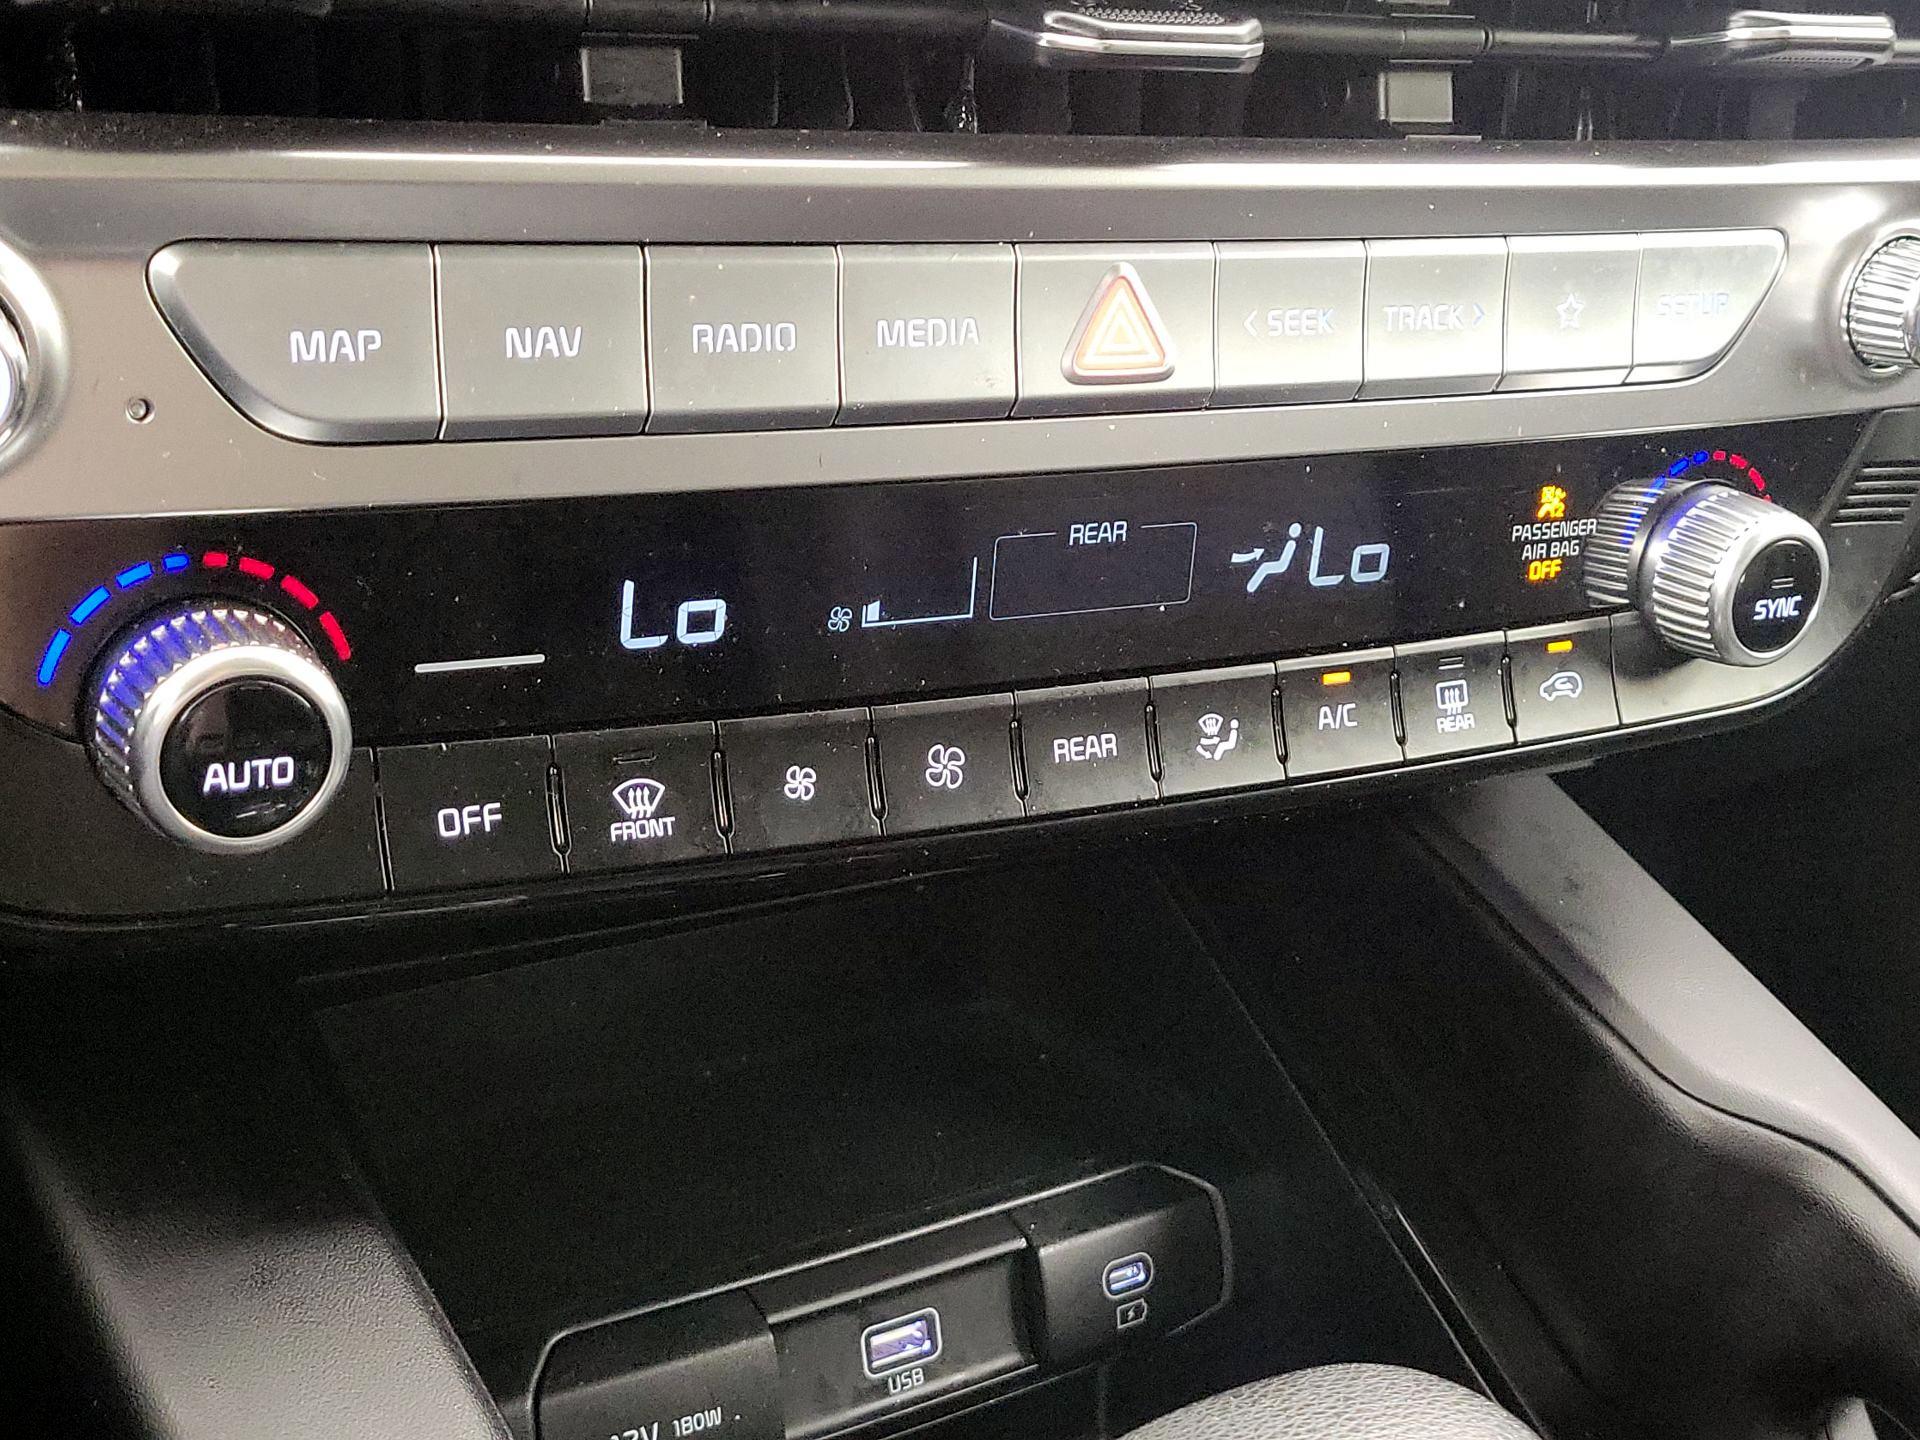 MAP
NAV
RADIO
MEDIA
< SEEK
TRACK >
SETUP
Lo
REAR
Lo
PASSENGER
AIR BAG
OFF
SYNC
AUTO
OFF
FRONT
REAR
A/C
REAR
USB
180W